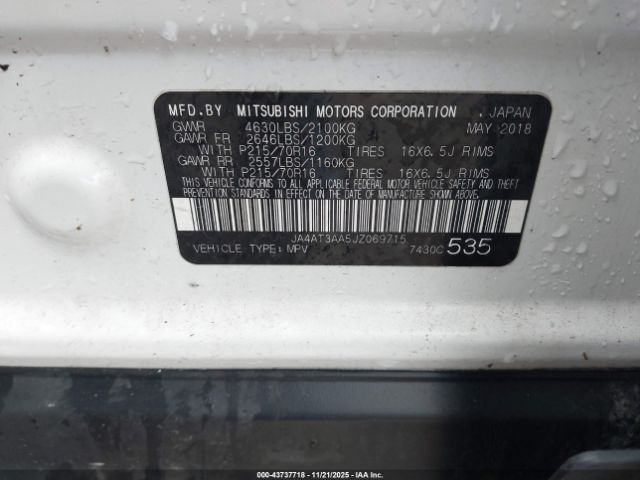 MFD.BY MITSUBISHI MOTORS CORPORATION , JAPAN
GVWR 4630LBS/2100KG MAY 2018
GAWR FR 2646LBS/1200KG
WITH P215/70R16 TIRES 16X6.5J RIMS
GAWR RR 2557LBS/1160KG
WITH P215/70R16 TIRES 16X6.5J RIMS
THIS VEHICLE CONFORMS TO ALL APPLICABLE FEDERAL MOTOR VEHICLE SAFETY AND THEFT
PREVENTION STANDARDS IN EFFECT ON THE DATE OF MANUFACTURE SHOWN ABOVE.
JA4AT3AA5JZ069715
VEHICLE TYPE: MPV 7430C 535
000-43737718 - 11/21/2025 - COPYRIGHT IAA, LLC